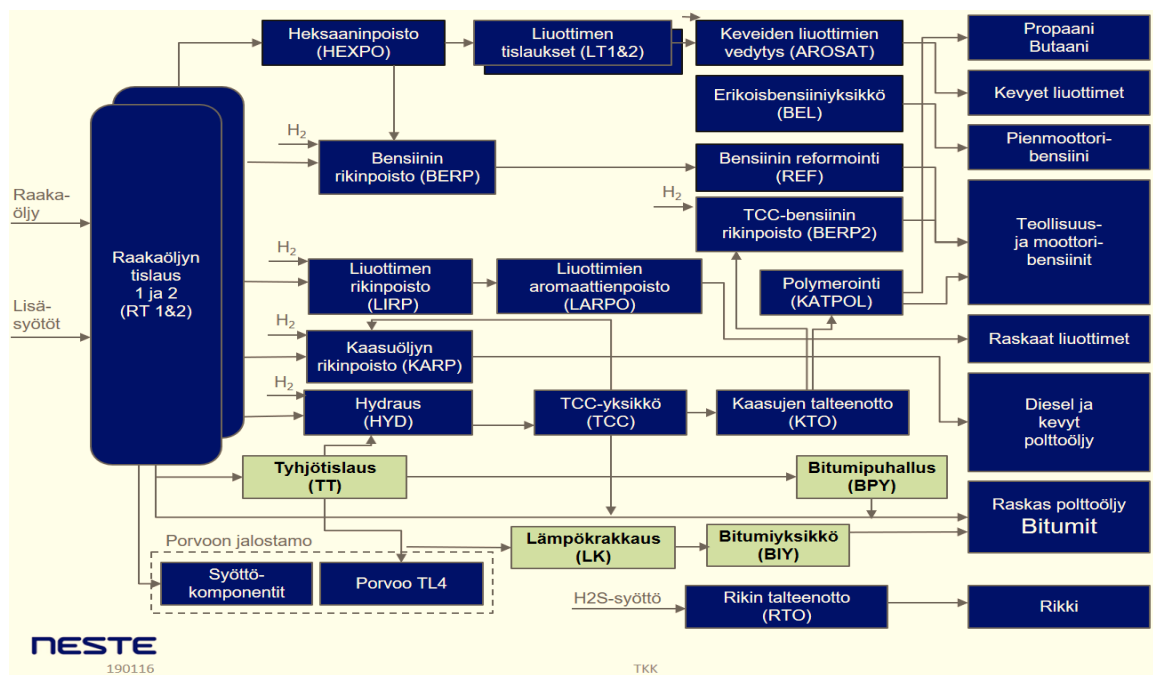 Heksaaninpoisto
(HEXPO)
Liuottimen
tislaukset (LT1&2)
Keveiden liuottimien
vedytys (AROSAT)
Propaani
Butaani
Erikoisbensiiniyksikkö
(BEL)
Kevyet liuottimet
H2
Bensiinin
rikinpoisto (BERP)
Bensiinin reformointi
(REF)
Pienmoottori-
bensiini
Raaka-
öljy
H2
TCC-bensiinin
rikinpoisto (BERP2)
Teollisuus-
ja moottori-
bensiinit
Raakaöljyn
tislaus
1 ja 2
(RT 1&2)
H2
Liuottimen
rikinpoisto
(LIRP)
Liuottimien
aromaattienpoisto
(LARPO)
Polymerointi
(KATPOL)
Lisä-
syötöt
H2
Kaasuöljyn
rikinpoisto (KARP)
Raskaat liuottimet
H2
Hydraus
(HYD)
TCC-yksikkö
(TCC)
Kaasujen talteenotto
(KTO)
Diesel ja
kevyt
polttoöljy
Tyhjötislaus
(TT)
Bitumipuhallus
(BPY)
Raskas polttoöljy
Bitumit
Porvoon jalostamo
Lämpökrakkaus
(LK)
Bitumiyksikkö
(BIY)
Syöttö-
komponentit
Porvoo TL4
H2S-syöttö
Rikin talteenotto
(RTO)
Rikki
NESTE
190116
TKK